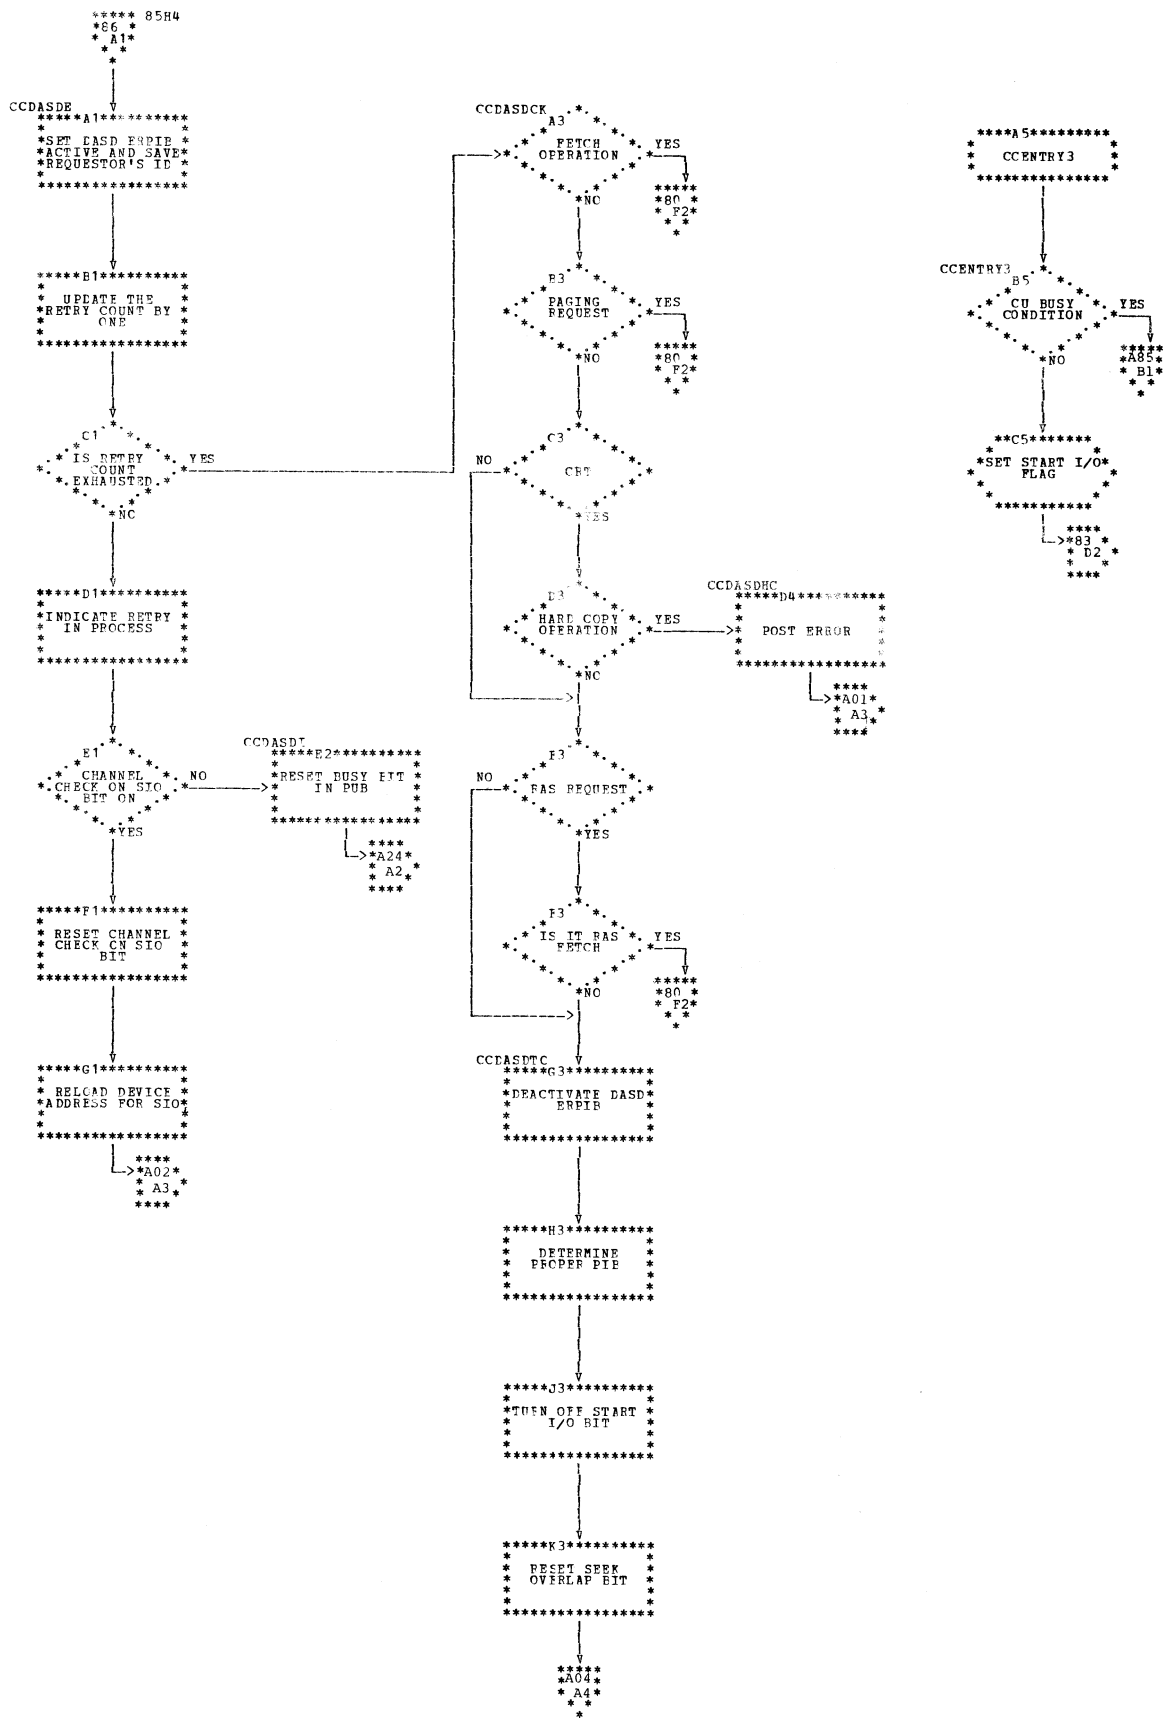 85H4
86
A1
CCDASDE
A1
SET DASD ERPIB
ACTIVE AND SAVE
REQUESTOR'S ID
B1
UPDATE THE
RETRY COUNT BY
ONE
C1
IS RETRY
COUNT
EXHAUSTED
YES
NO
D1
INDICATE RETRY
IN PROCESS
E1
CHANNEL
CHECK ON SIO
BIT ON
NO
YES
CCDASDI
E2
RESET BUSY BIT
IN PUB
A24
A2
F1
RESET CHANNEL
CHECK ON SIO
BIT
G1
RELOAD DEVICE
ADDRESS FOR SIO
A02
A3
CCDASDCK
A3
FETCH
OPERATION
YES
NO
80
F2
B3
PAGING
REQUEST
YES
NO
80
F2
C3
CRT
NO
YES
D3
HARD COPY
OPERATION
YES
NO
CCDASDHC
D4
POST ERROR
A01
A3
E3
RAS REQUEST
NO
YES
F3
IS IT RAS
FETCH
YES
NO
80
F2
CCDASDTC
G3
DEACTIVATE DASD
ERPIB
H3
DETERMINE
PROPER PIB
J3
TURN OFF START
I/O BIT
K3
RESET SEEK
OVERLAP BIT
A04
A4
A5
CCENTRY3
CCENTRY3
B5
CU BUSY
CONDITION
YES
NO
A85
B1
C5
SET START I/O
FLAG
83
D2